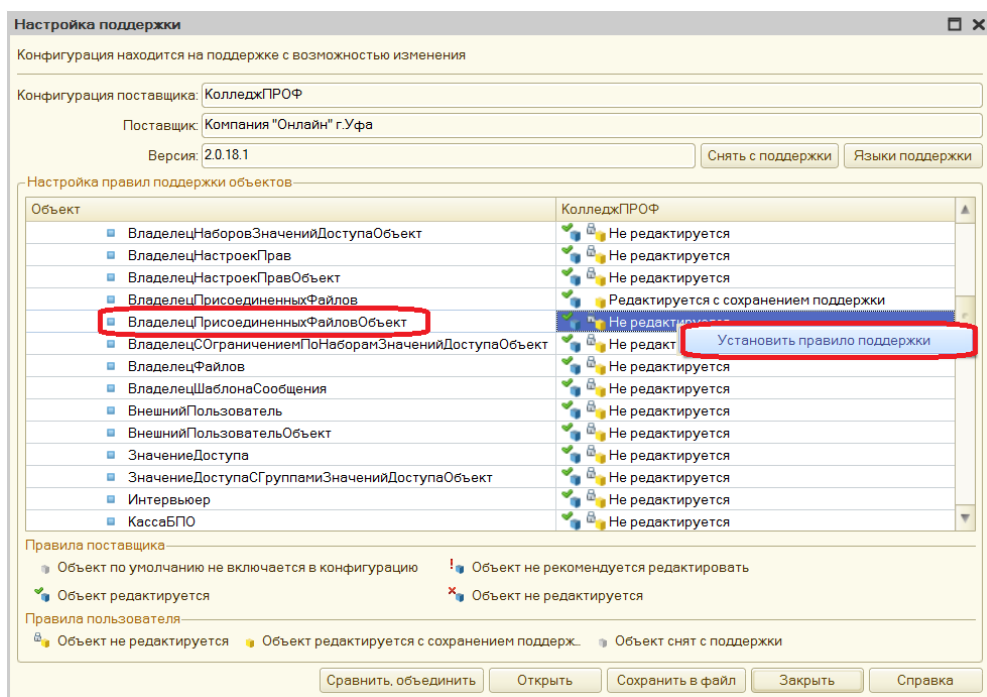 Настройка поддержки
Конфигурация находится на поддержке с возможностью изменения
Конфигурация поставщика: КолледжПРОФ
Поставщик: Компания "Онлайн" г.Уфа
Версия: 2.0.18.1 Снять с поддержки Языки поддержки
Настройка правил поддержки объектов
Объект КолледжПРОФ
ВладелецНаборовЗначенийДоступаОбъект Не редактируется
ВладелецНастроекПрав Не редактируется
ВладелецНастроекПравОбъект Не редактируется
ВладелецПрисоединенныхФайлов Редактируется с сохранением поддержки
ВладелецПрисоединенныхФайловОбъект Не редактируется
ВладелецСОграничениемПоНаборамЗначенийДоступаОбъект Не редакт Установить правило поддержки
ВладелецФайлов Не редактируется
ВладелецШаблонаСообщения Не редактируется
ВнешнийПользователь Не редактируется
ВнешнийПользовательОбъект Не редактируется
ЗначениеДоступа Не редактируется
ЗначениеДоступаСГруппамиЗначенийДоступаОбъект Не редактируется
Интервьюер Не редактируется
КассаБПО Не редактируется
Правила поставщика
Объект по умолчанию не включается в конфигурацию Объект не рекомендуется редактировать
Объект редактируется Объект не редактируется
Правила пользователя
Объект не редактируется Объект редактируется с сохранением поддерж... Объект снят с поддержки
Сравнить, объединить Открыть Сохранить в файл Закрыть Справка